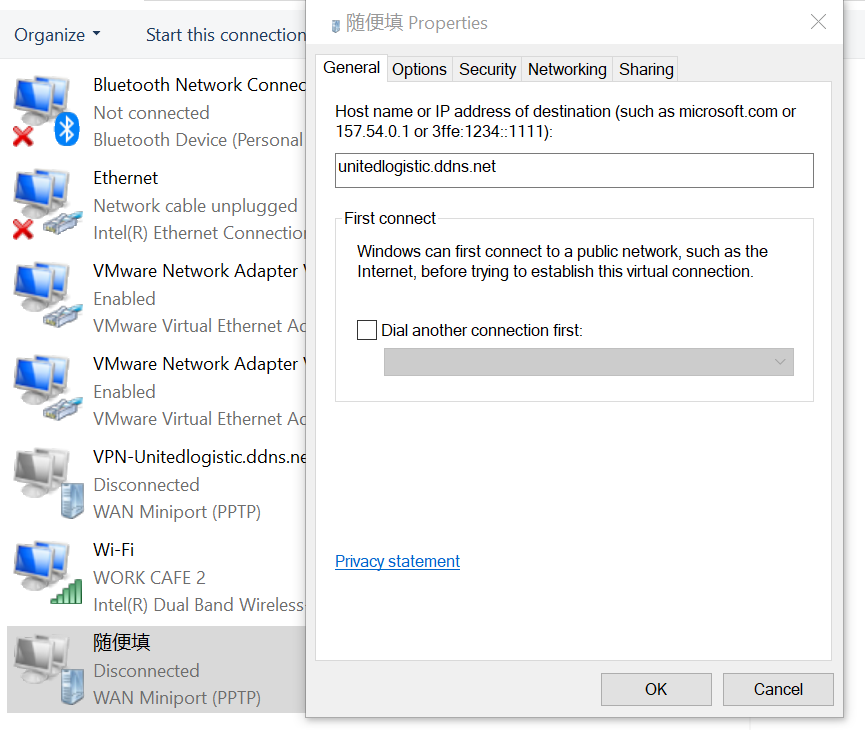 Organize
Start this connection
Bluetooth Network Connec
Not connected
Bluetooth Device (Personal
Ethernet
Network cable unplugged
Intel(R) Ethernet Connectio
VMware Network Adapter V
Enabled
VMware Virtual Ethernet Ad
VMware Network Adapter V
Enabled
VMware Virtual Ethernet Ad
VPN-Unitedlogistic.ddns.ne
Disconnected
WAN Miniport (PPTP)
Wi-Fi
WORK CAFE 2
Intel(R) Dual Band Wireless
随便填
Disconnected
WAN Miniport (PPTP)
随便填 Properties
General Options Security Networking Sharing
Host name or IP address of destination (such as microsoft.com or
157.54.0.1 or 3ffe:1234::1111):
unitedlogistic.ddns.net
First connect
Windows can first connect to a public network, such as the
Internet, before trying to establish this virtual connection.
Dial another connection first:
Privacy statement
OK Cancel